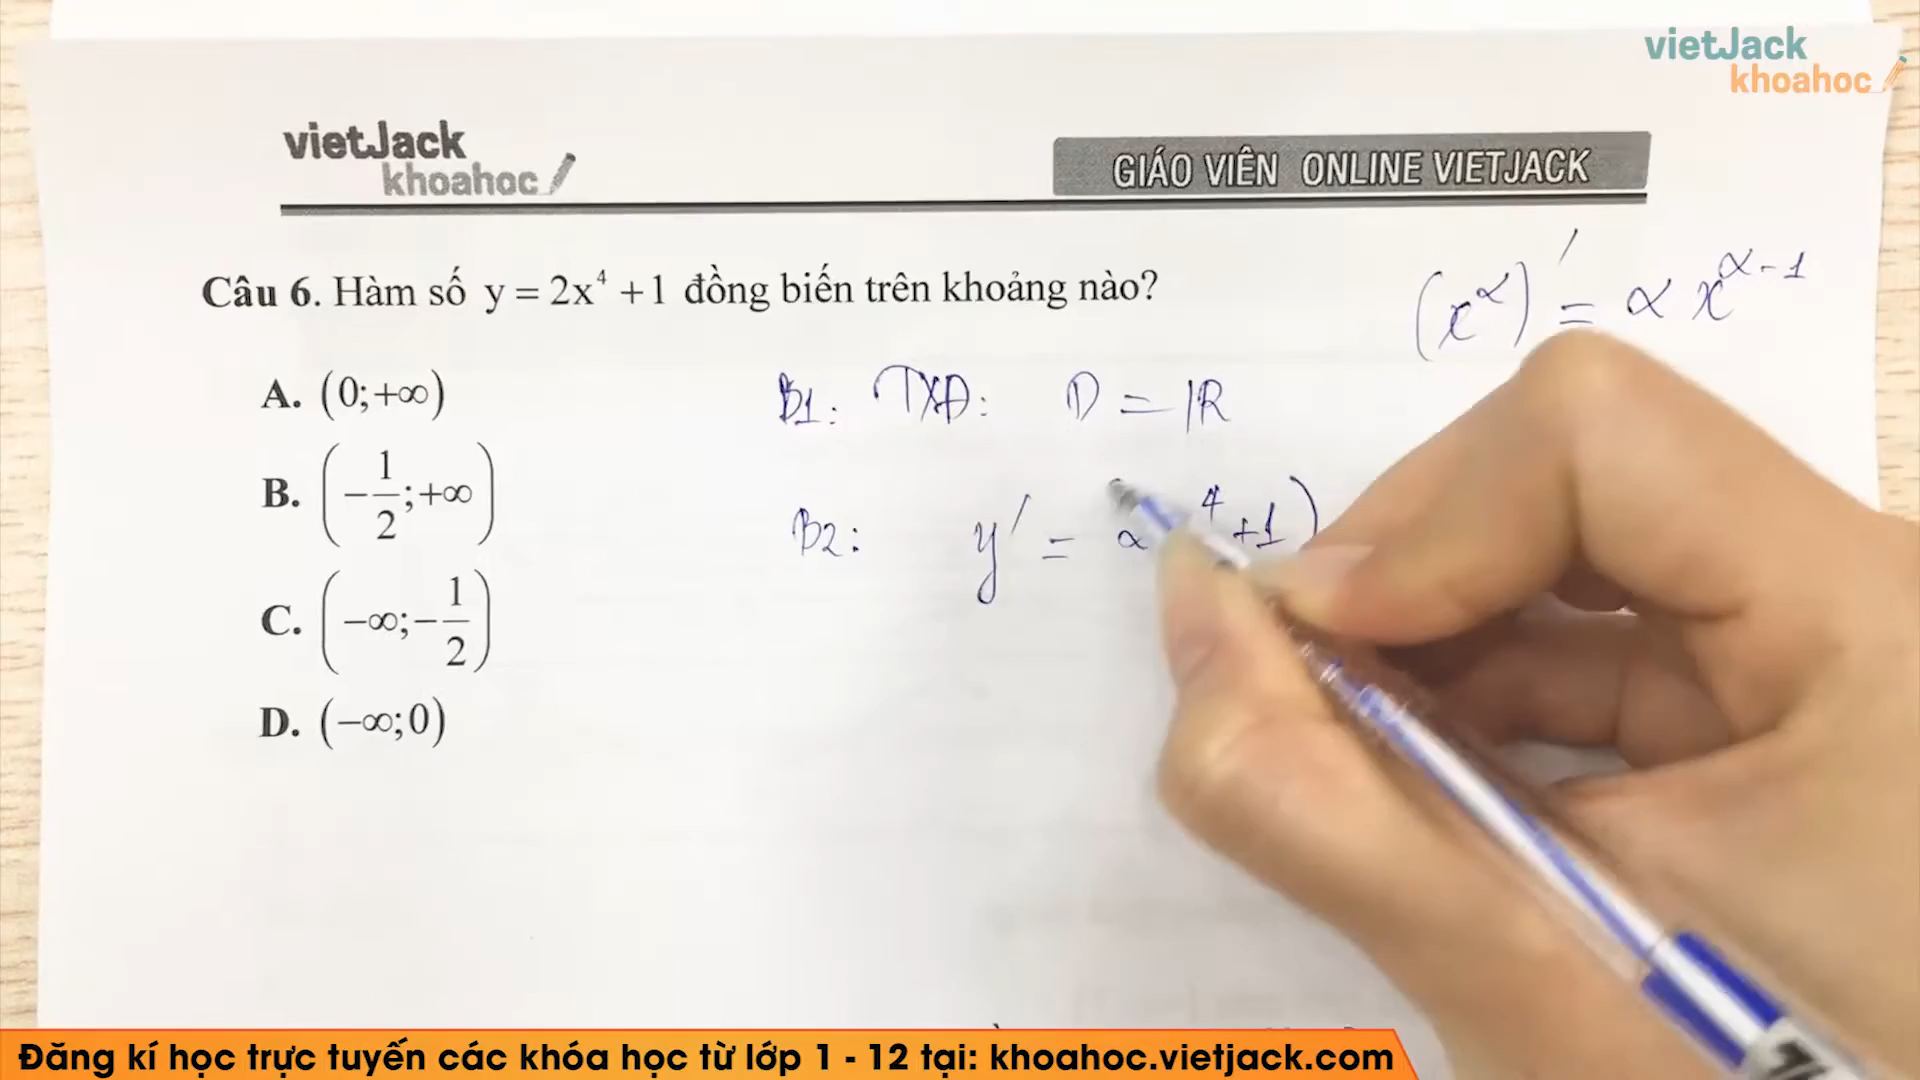 vietJack
khoahoc
vietJack
khoahoc
GIÁO VIÊN ONLINE VIETJACK
Câu 6. Hàm số y = 2x⁴ + 1 đồng biến trên khoảng nào?
(x^α)' = α x^(α-1)
A. (0;+∞)
B1: TXĐ: D = ℝ
B. (-1/2;+∞)
B2: y' = 4 +1)
C. (-∞;-1/2)
D. (-∞;0)
Đăng kí học trực tuyến các khóa học từ lớp 1 - 12 tại: khoahoc.vietjack.com